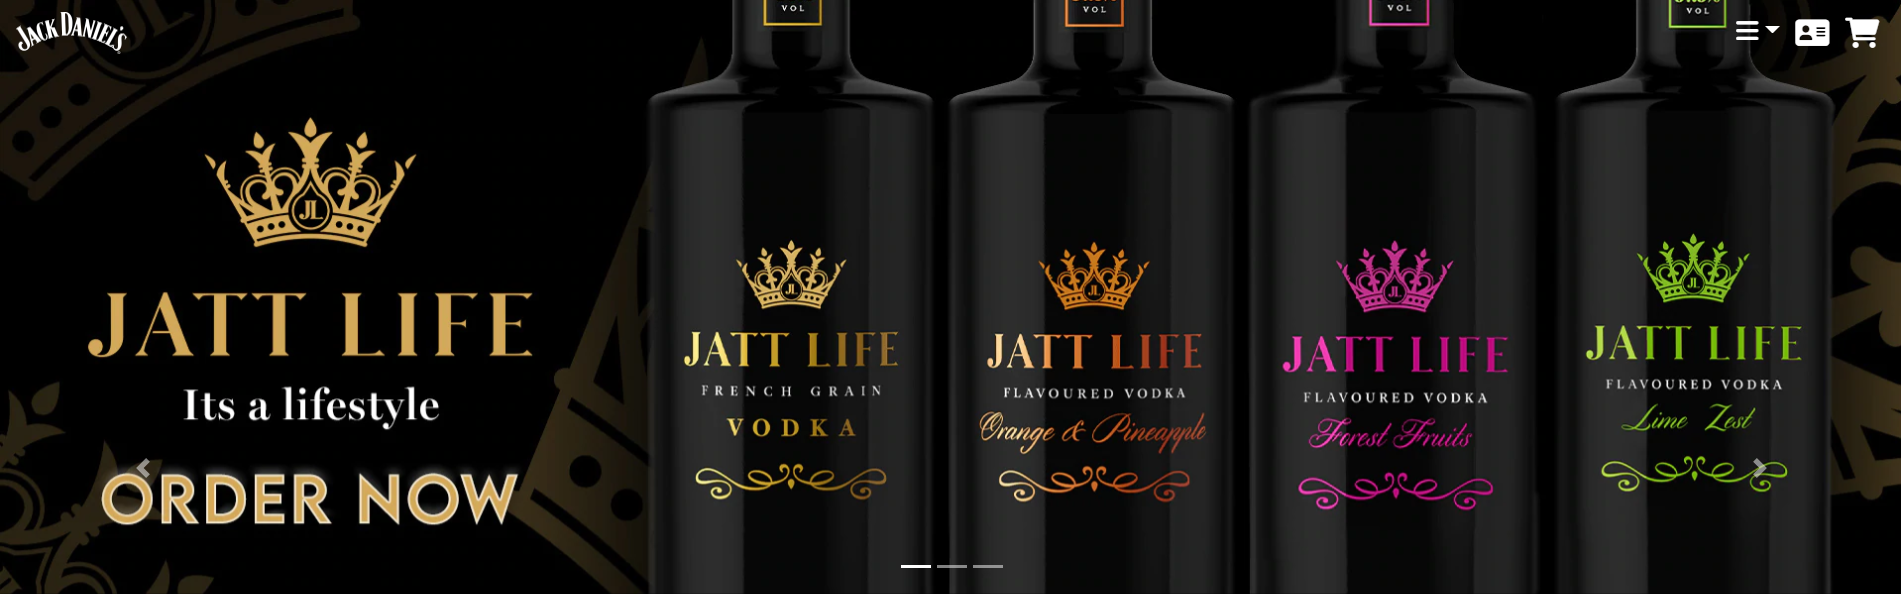 JACK DANIEL'S
JL
JATT LIFE
Its a lifestyle
ORDER NOW
VOL
JL
JATT LIFE
FRENCH GRAIN
VODKA
VOL
JL
JATT LIFE
FLAVOURED VODKA
Orange & Pineapple
VOL
JL
JATT LIFE
FLAVOURED VODKA
Forest Fruits
VOL
JL
JATT LIFE
FLAVOURED VODKA
Lime Zest